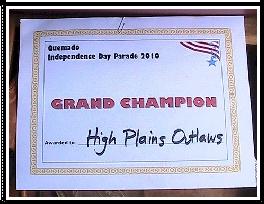 Quemado
Independence Day Parade 2010
GRAND CHAMPION
Awarded to High Plains Outlaws